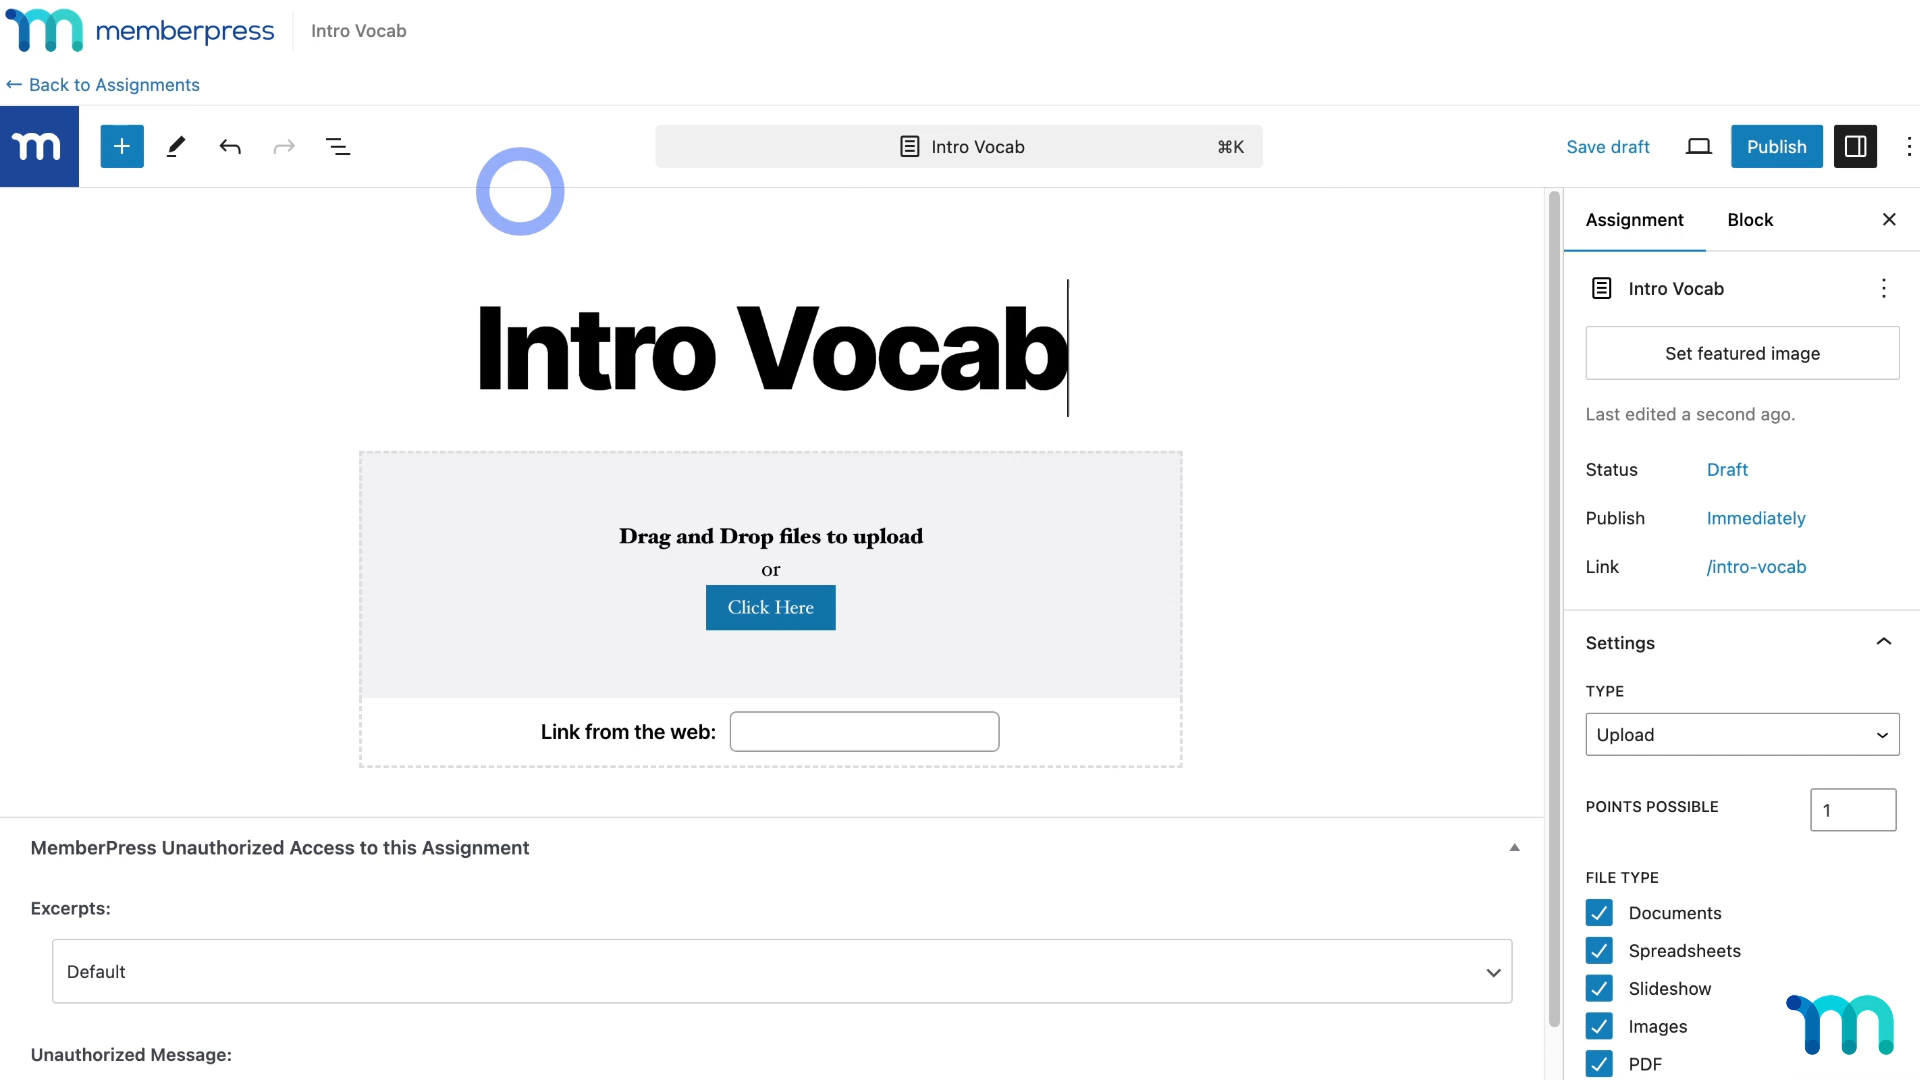 memberpress
Intro Vocab
← Back to Assignments
Intro Vocab
⌘K
Save draft
Publish
Intro Vocab
Drag and Drop files to upload
or
Click Here
Link from the web:
MemberPress Unauthorized Access to this Assignment
Excerpts:
Default
Unauthorized Message:
Assignment
Block
Intro Vocab
Set featured image
Last edited a second ago.
Status
Draft
Publish
Immediately
Link
/intro-vocab
Settings
TYPE
Upload
POINTS POSSIBLE
1
FILE TYPE
Documents
Spreadsheets
Slideshow
Images
PDF